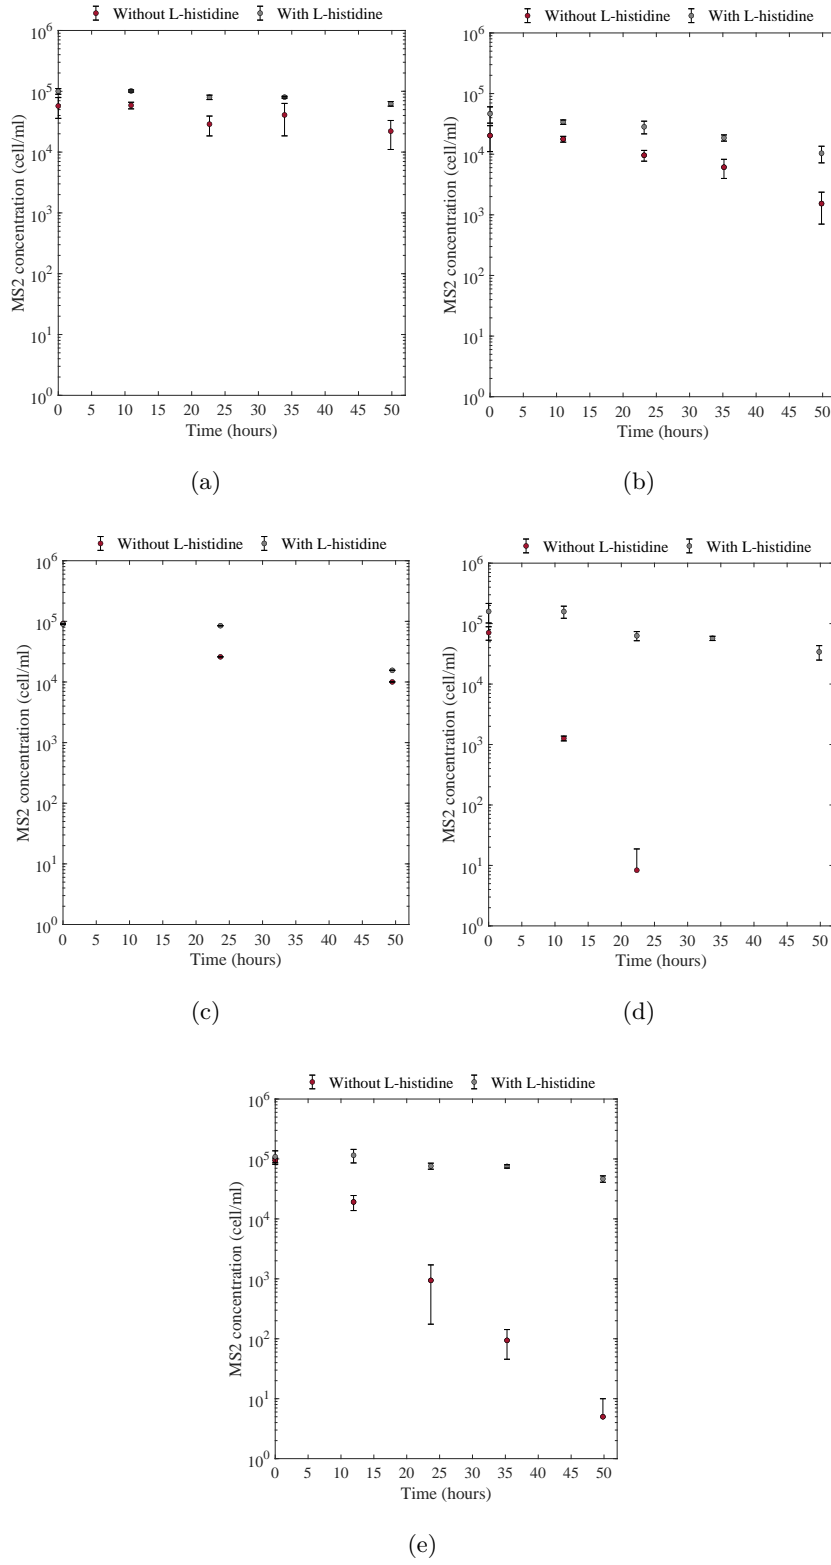 Without L-histidine With L-histidine
10^6
10^5
10^4
10^3
10^2
10^1
10^0
MS2 concentration (cell/ml)
0 5 10 15 20 25 30 35 40 45 50
Time (hours)
(a)
Without L-histidine With L-histidine
10^6
10^5
10^4
10^3
10^2
10^1
10^0
MS2 concentration (cell/ml)
0 5 10 15 20 25 30 35 40 45 50
Time (hours)
(b)
Without L-histidine With L-histidine
10^6
10^5
10^4
10^3
10^2
10^1
10^0
MS2 concentration (cell/ml)
0 5 10 15 20 25 30 35 40 45 50
Time (hours)
(c)
Without L-histidine With L-histidine
10^6
10^5
10^4
10^3
10^2
10^1
10^0
MS2 concentration (cell/ml)
0 5 10 15 20 25 30 35 40 45 50
Time (hours)
(d)
Without L-histidine With L-histidine
10^6
10^5
10^4
10^3
10^2
10^1
10^0
MS2 concentration (cell/ml)
0 5 10 15 20 25 30 35 40 45 50
Time (hours)
(e)